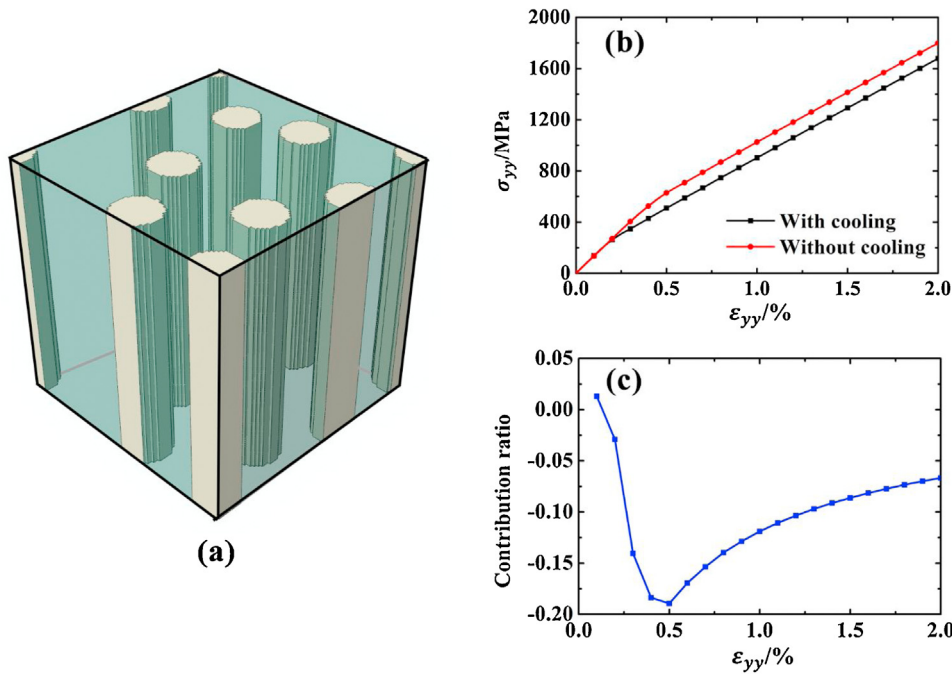 (a)
(b)
2000
1600
1200
800
400
0
σyy/MPa
With cooling
Without cooling
0.0 0.5 1.0 1.5 2.0
εyy/%
(c)
0.05
0.00
-0.05
-0.10
-0.15
-0.20
Contribution ratio
0.0 0.5 1.0 1.5 2.0
εyy/%